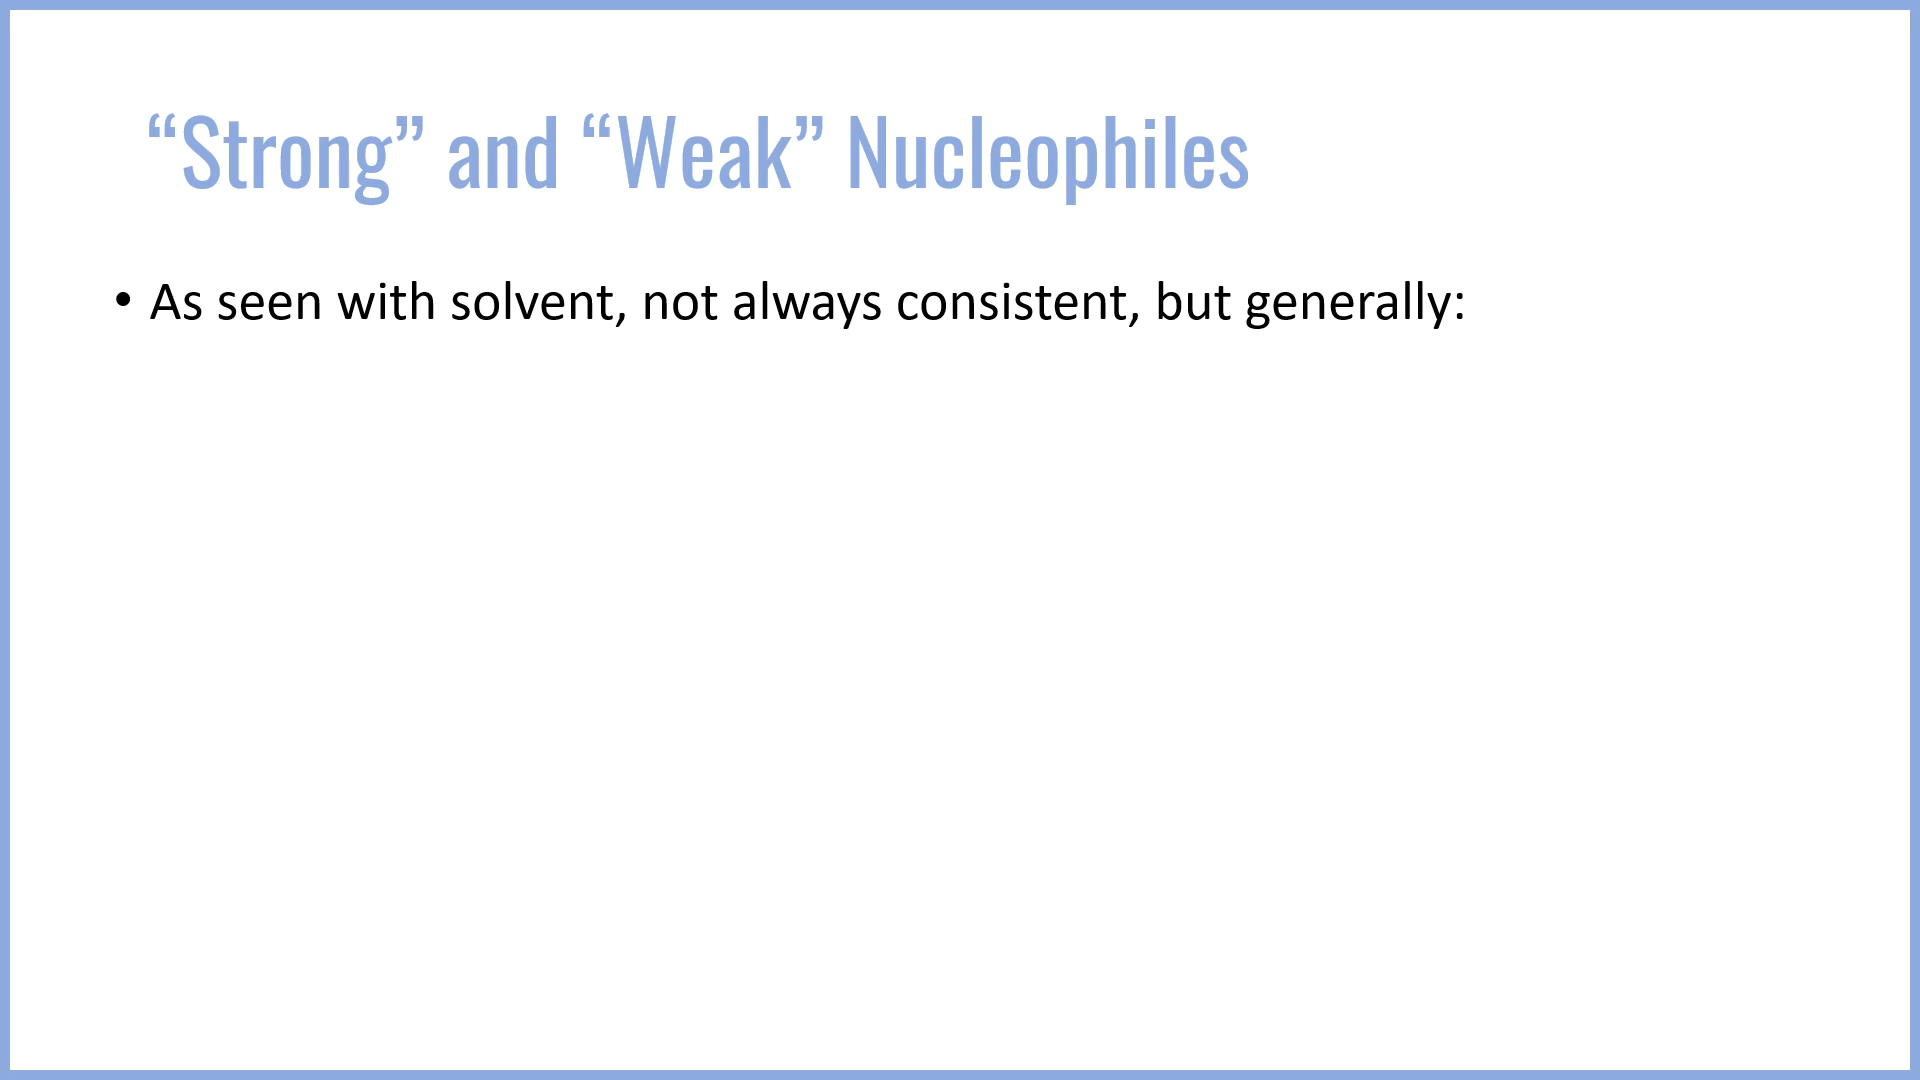 “Strong” and “Weak” Nucleophiles
• As seen with solvent, not always consistent, but generally: